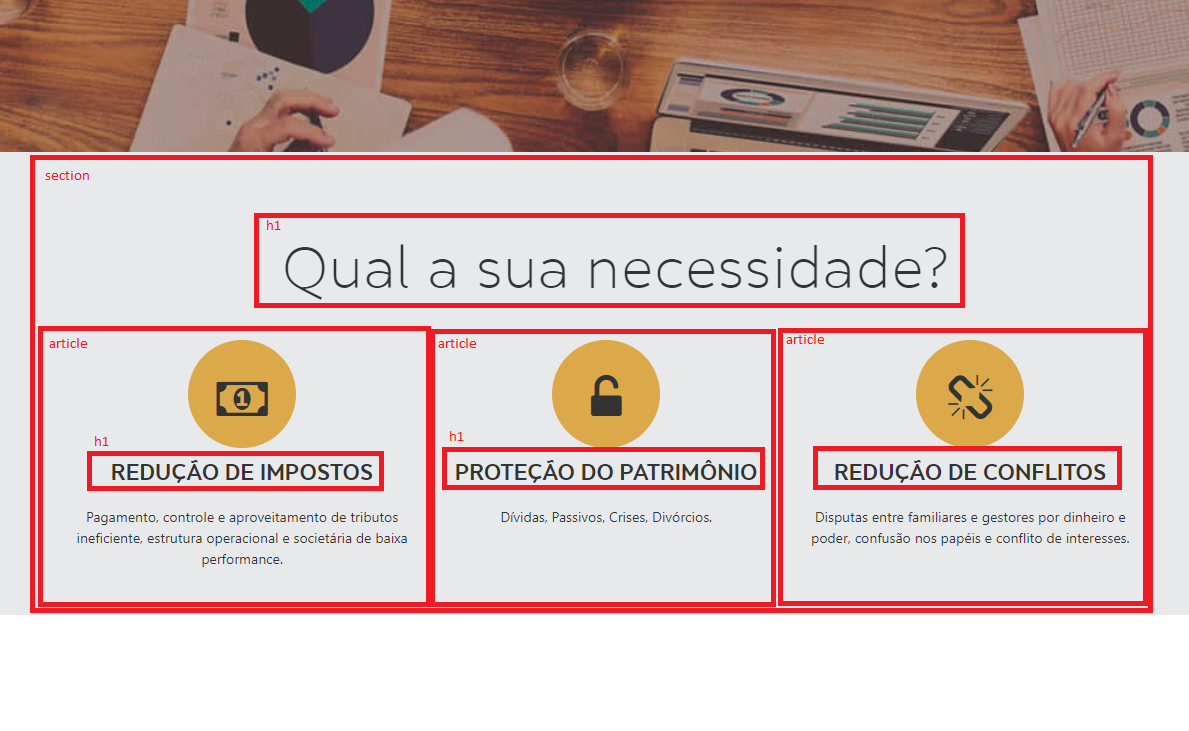 section
h1
Qual a sua necessidade?
article
article
article
1
h1
h1
REDUÇÃO DE IMPOSTOS
PROTEÇÃO DO PATRIMÔNIO
REDUÇÃO DE CONFLITOS
Pagamento, controle e aproveitamento de tributos
ineficiente, estrutura operacional e societária de baixa
performance.
Dívidas, Passivos, Crises, Divórcios.
Disputas entre familiares e gestores por dinheiro e
poder, confusão nos papéis e conflito de interesses.